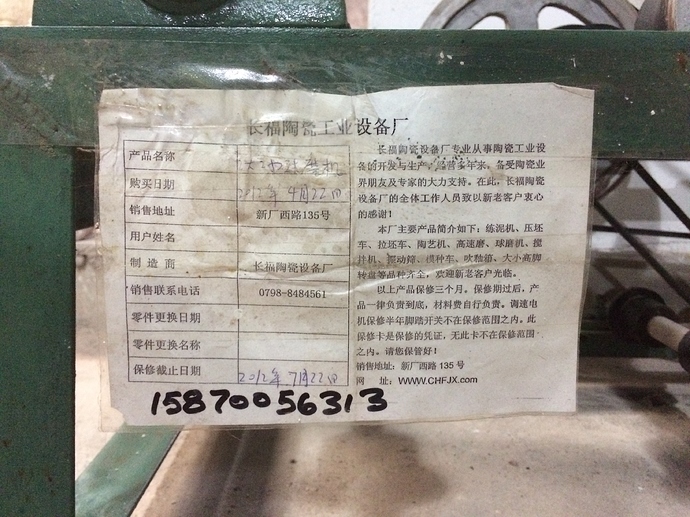 长福陶瓷工业设备厂
产品名称
购买日期 2012年4月22日
销售地址 新厂西路135号
用户姓名
制造商 长福陶瓷设备厂
销售联系电话 0798-8484561
零件更换日期
零件更换名称
保修截止日期 2012年7月22日
长福陶瓷设备厂专业从事陶瓷工业设
备的开发与生产，经营多年来，备受陶瓷业
界朋友及专家的大力支持。在此，长福陶瓷
设备厂的全体工作人员致以新老客户衷心
的感谢！
本厂主要产品简介如下：练泥机、压坯
车、拉坯车、陶艺机、高速磨、球磨机、搅
拌机、振动筛、模种车、吹釉箱、大小高脚
转盘等品种齐全，欢迎新老客户光临。
以上产品保修三个月。保修期过后，产
品一律负责到底，材料费自行负责。调速电
机保修半年脚踏开关不在保修范围之内。此
保修卡是保修的凭证，无此卡不在保修范围
之内。请您保管好！
销售地址：新厂西路 135 号
网 址：WWW.CHFJX.COM
15870056313